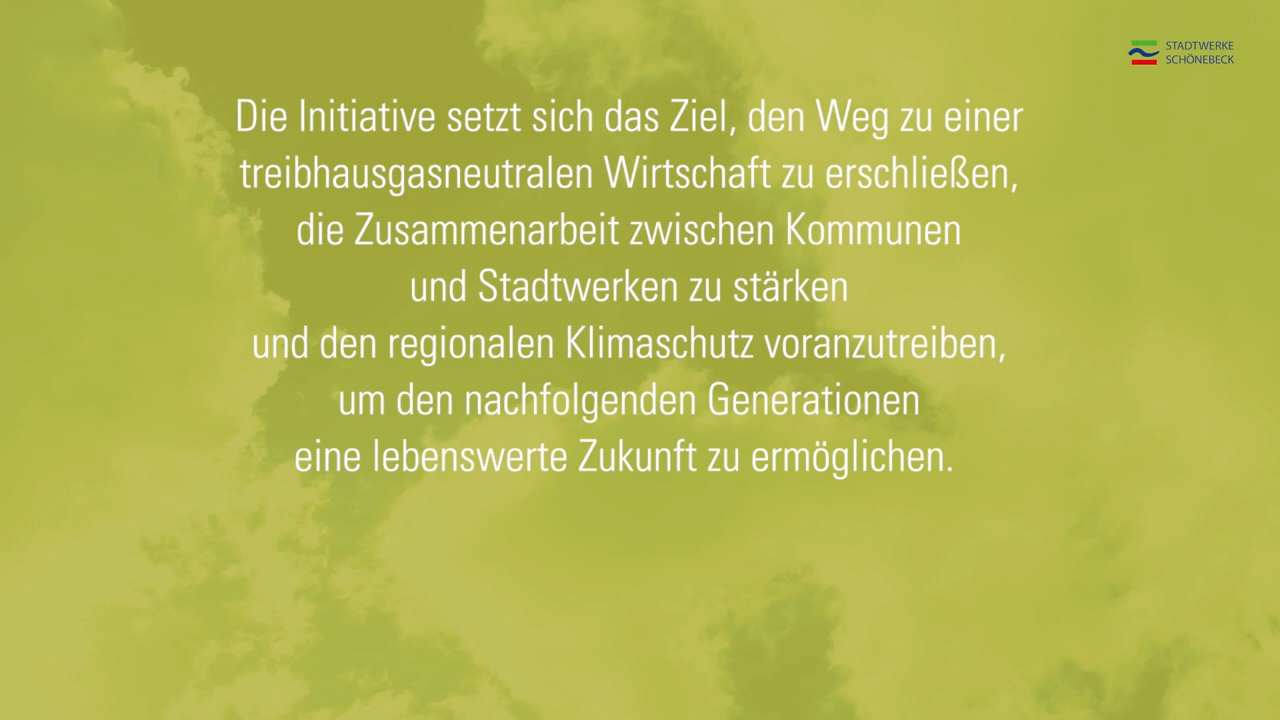 STADTWERKE
SCHÖNEBECK
Die Initiative setzt sich das Ziel, den Weg zu einer
treibhausgasneutralen Wirtschaft zu erschließen,
die Zusammenarbeit zwischen Kommunen
und Stadtwerken zu stärken
und den regionalen Klimaschutz voranzutreiben,
um den nachfolgenden Generationen
eine lebenswerte Zukunft zu ermöglichen.